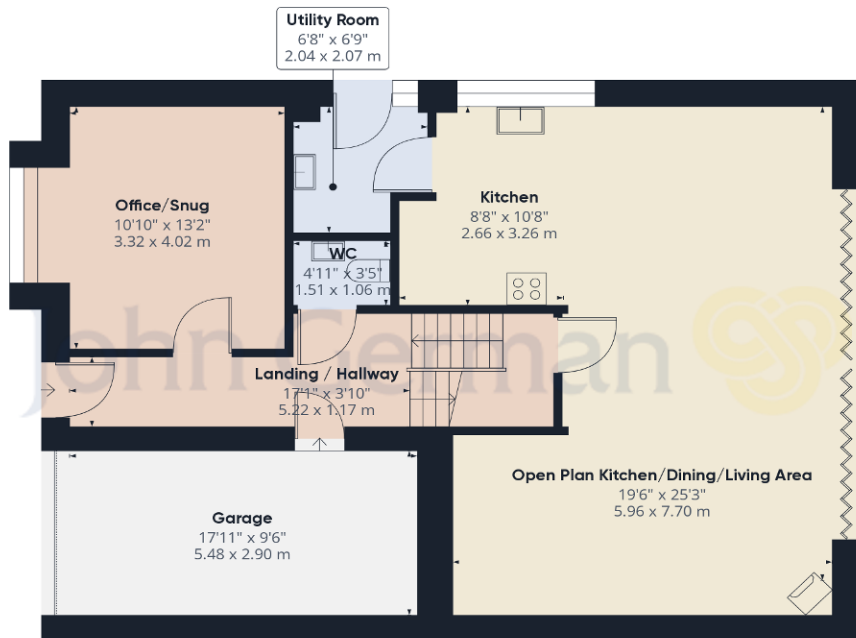 Utility Room
6'8" x 6'9"
2.04 x 2.07 m
Office/Snug
10'10" x 13'2"
3.32 x 4.02 m
Kitchen
8'8" x 10'8"
2.66 x 3.26 m
WC
4'11" x 3'5"
1.51 x 1.06 m
John German
Landing / Hallway
17'1" x 3'10"
5.22 x 1.17 m
Open Plan Kitchen/Dining/Living Area
19'6" x 25'3"
5.96 x 7.70 m
Garage
17'11" x 9'6"
5.48 x 2.90 m